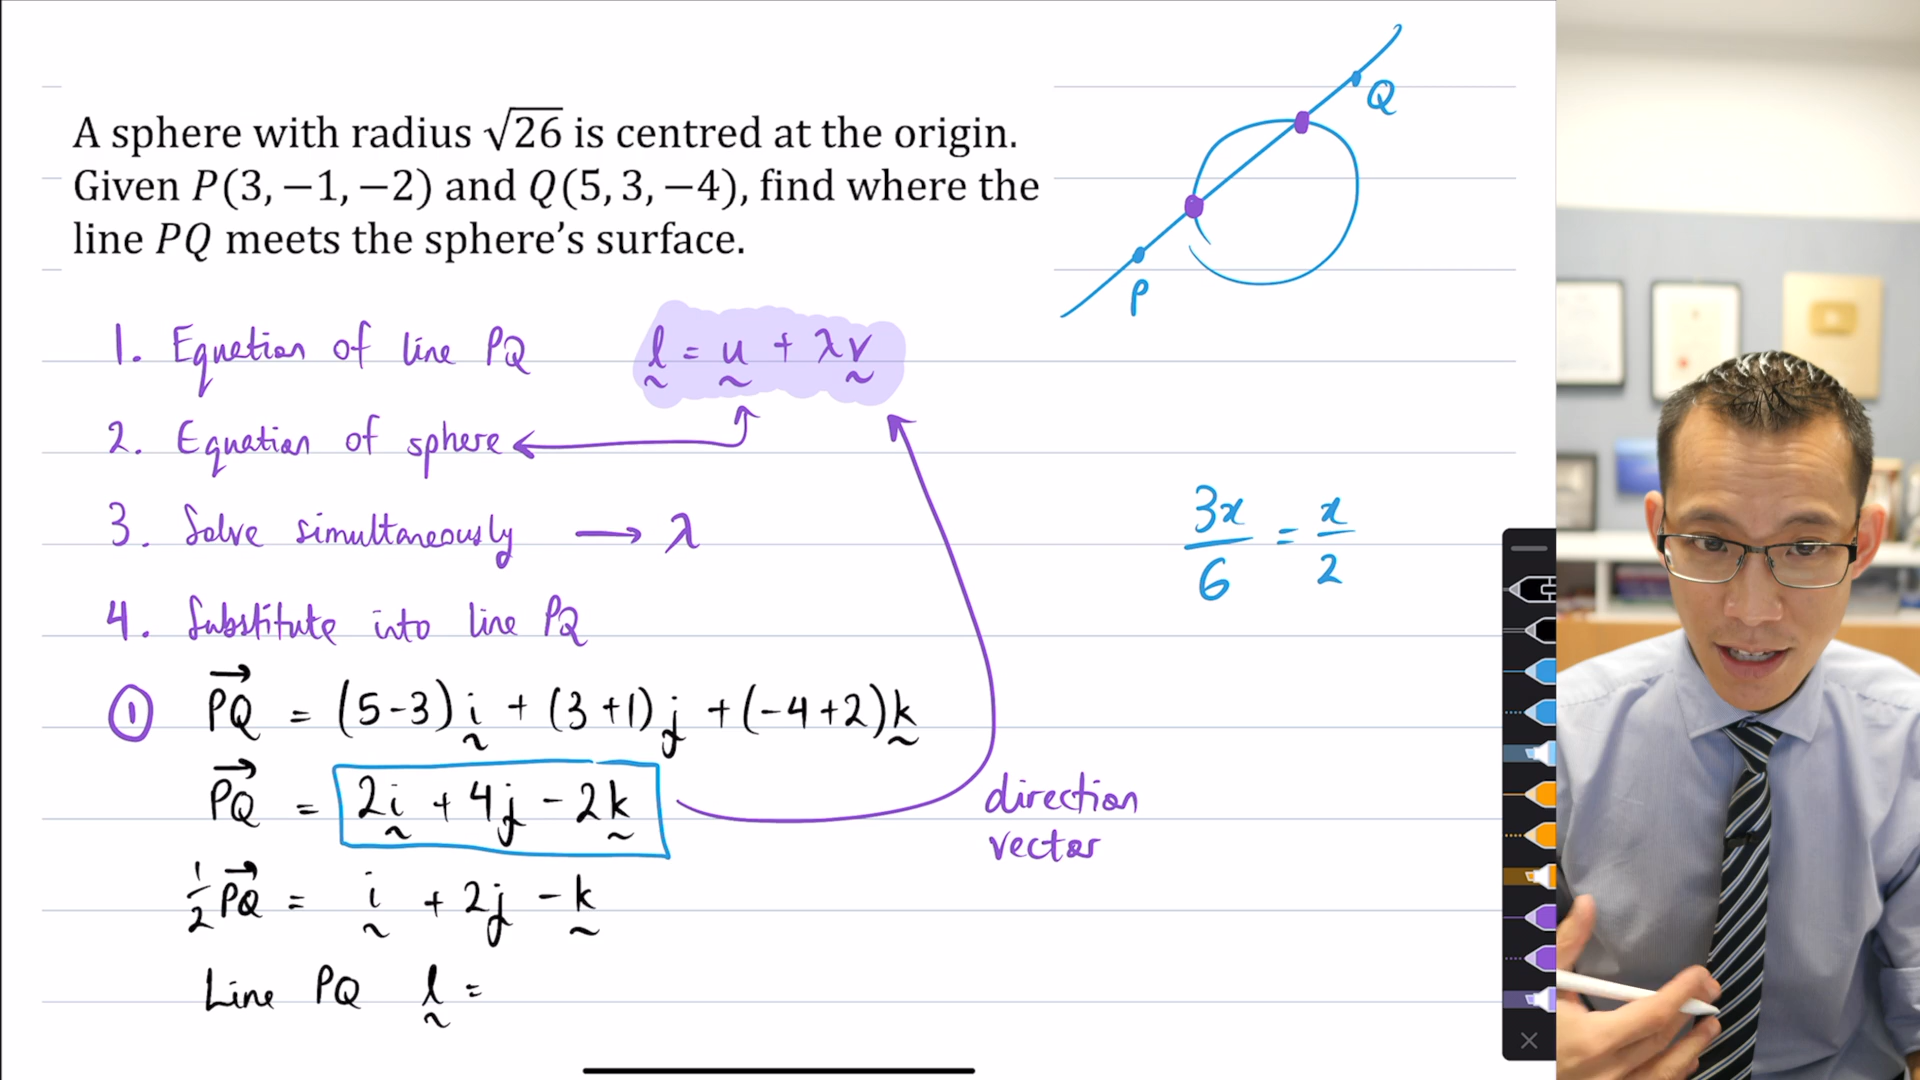 A sphere with radius √26 is centred at the origin.
Given P(3, −1, −2) and Q(5, 3, −4), find where the
line PQ meets the sphere’s surface.
Q
P
1. Equation of line PQ l = u + λv
2. Equation of sphere
3. Solve simultaneously → λ
4. Substitute into line PQ
3x/6 = x/2
① PQ = (5-3)i + (3+1)j + (-4+2)k
PQ = 2i + 4j - 2k
direction
vector
1/2 PQ = i + 2j - k
Line PQ l =